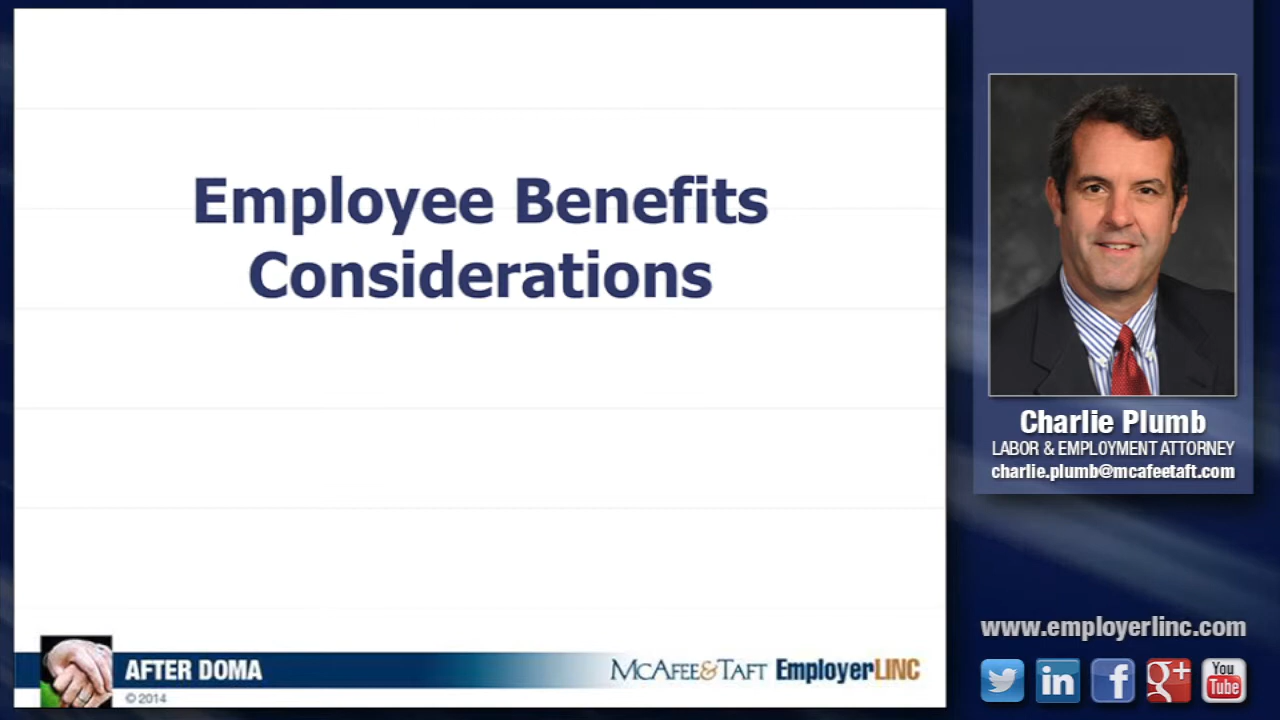 Employee Benefits
Considerations
AFTER DOMA
MCAFEE&TAFT EmployerLINC
© 2014
Charlie Plumb
LABOR & EMPLOYMENT ATTORNEY
charlie.plumb@mcafeetaft.com
www.employerlinc.com
in
f
g+
You
Tube